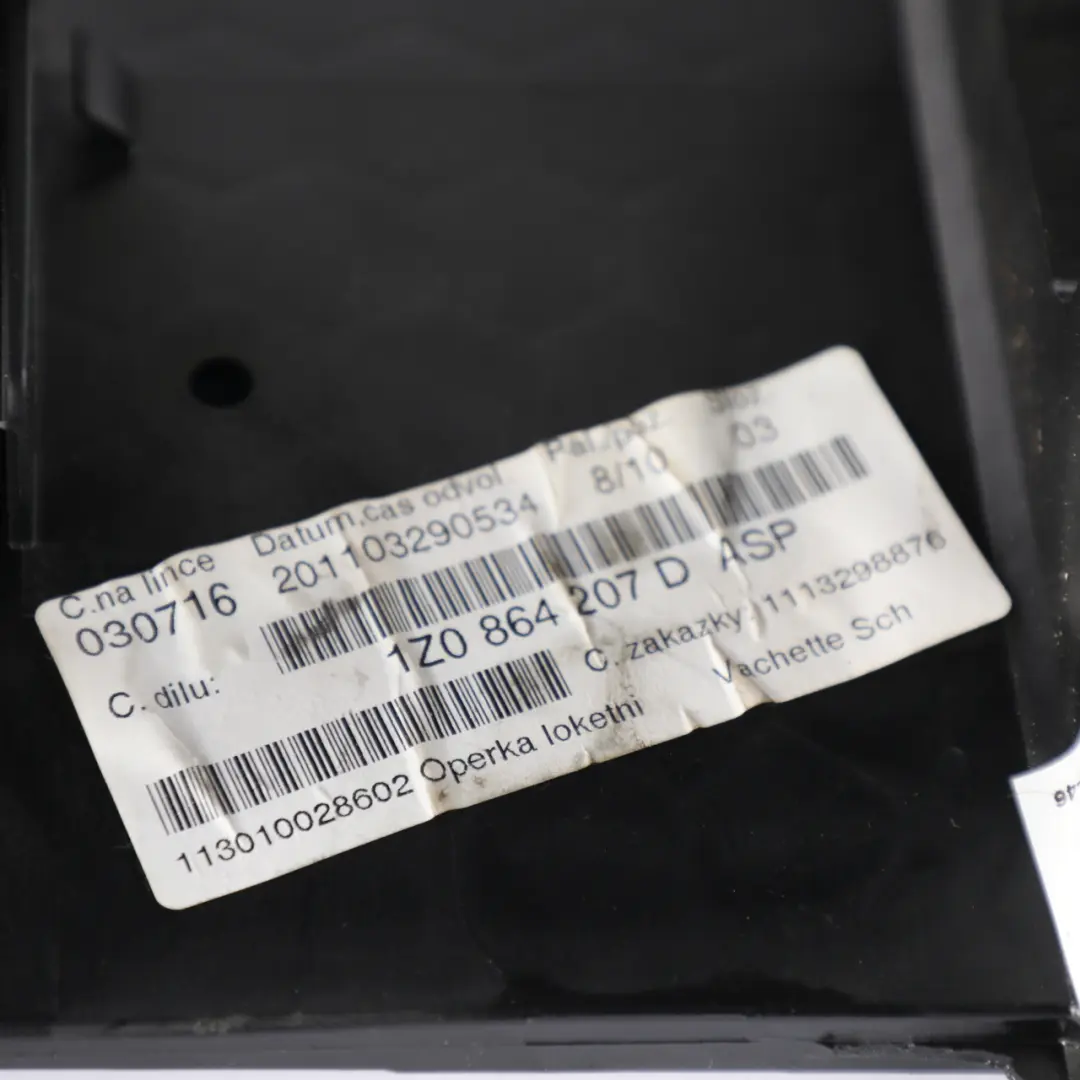 C.na lince Datum.cas odvol Pal./poz
030716 201103290534 8/10 03
C. dilu: 1Z0 864 207 D ASP
C. zakazky
113010028602 Operka loketni Vachette Sch